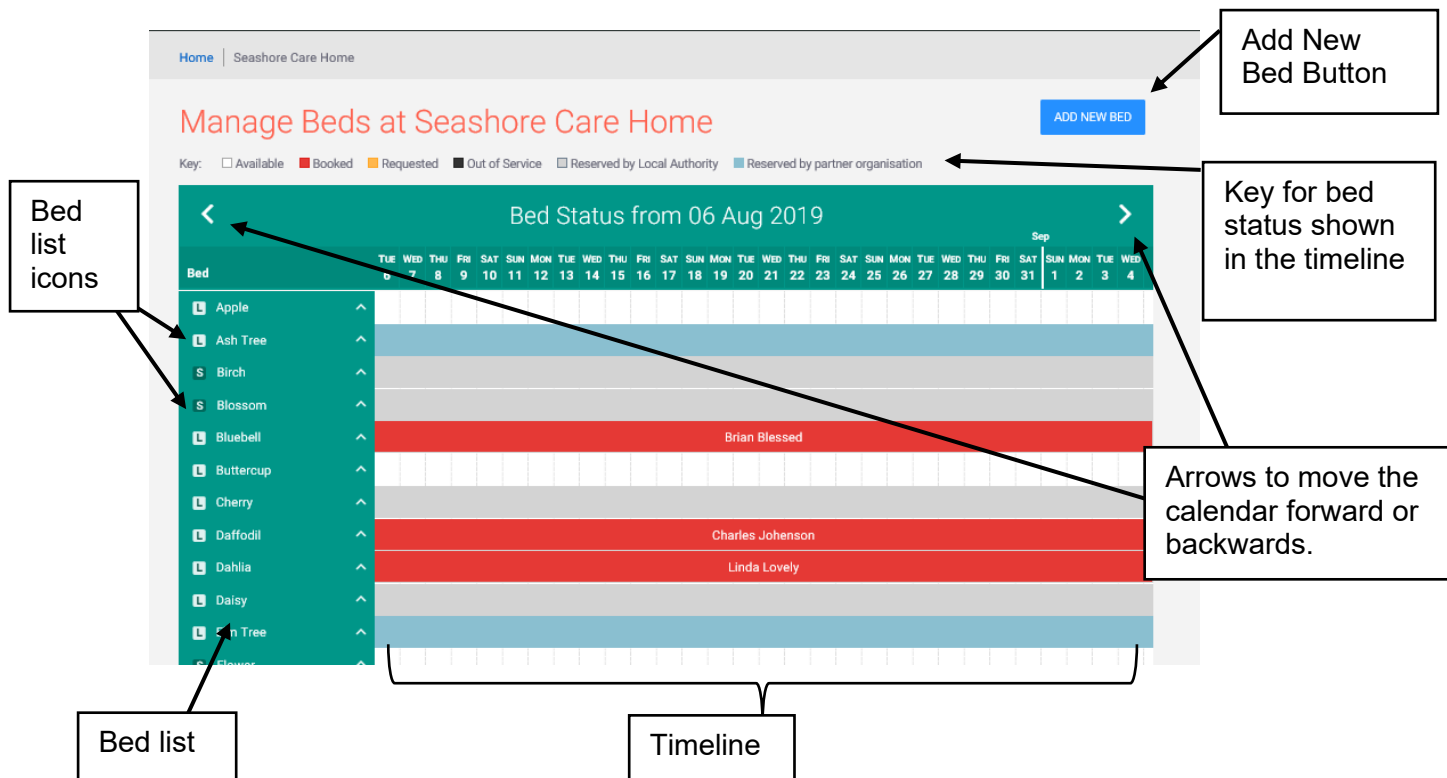 Add New
Bed Button
Home | Seashore Care Home
Manage Beds at Seashore Care Home
ADD NEW BED
Key: Available Booked Requested Out of Service Reserved by Local Authority Reserved by partner organisation
Key for bed
status shown
in the timeline
Bed
list
icons
Bed Status from 06 Aug 2019
Sep
TUE WED THU FRI SAT SUN MON TUE WED THU FRI SAT SUN MON TUE WED THU FRI SAT SUN MON TUE WED THU FRI SAT SUN MON TUE WED
Bed 6 7 8 9 10 11 12 13 14 15 16 17 18 19 20 21 22 23 24 25 26 27 28 29 30 31 1 2 3 4
L Apple
L Ash Tree
S Birch
S Blossom
L Bluebell Brian Blessed
L Buttercup
L Cherry
L Daffodil Charles Johenson
L Dahlia Linda Lovely
L Daisy
L Tree
S Flower
Arrows to move the
calendar forward or
backwards.
Bed list
Timeline